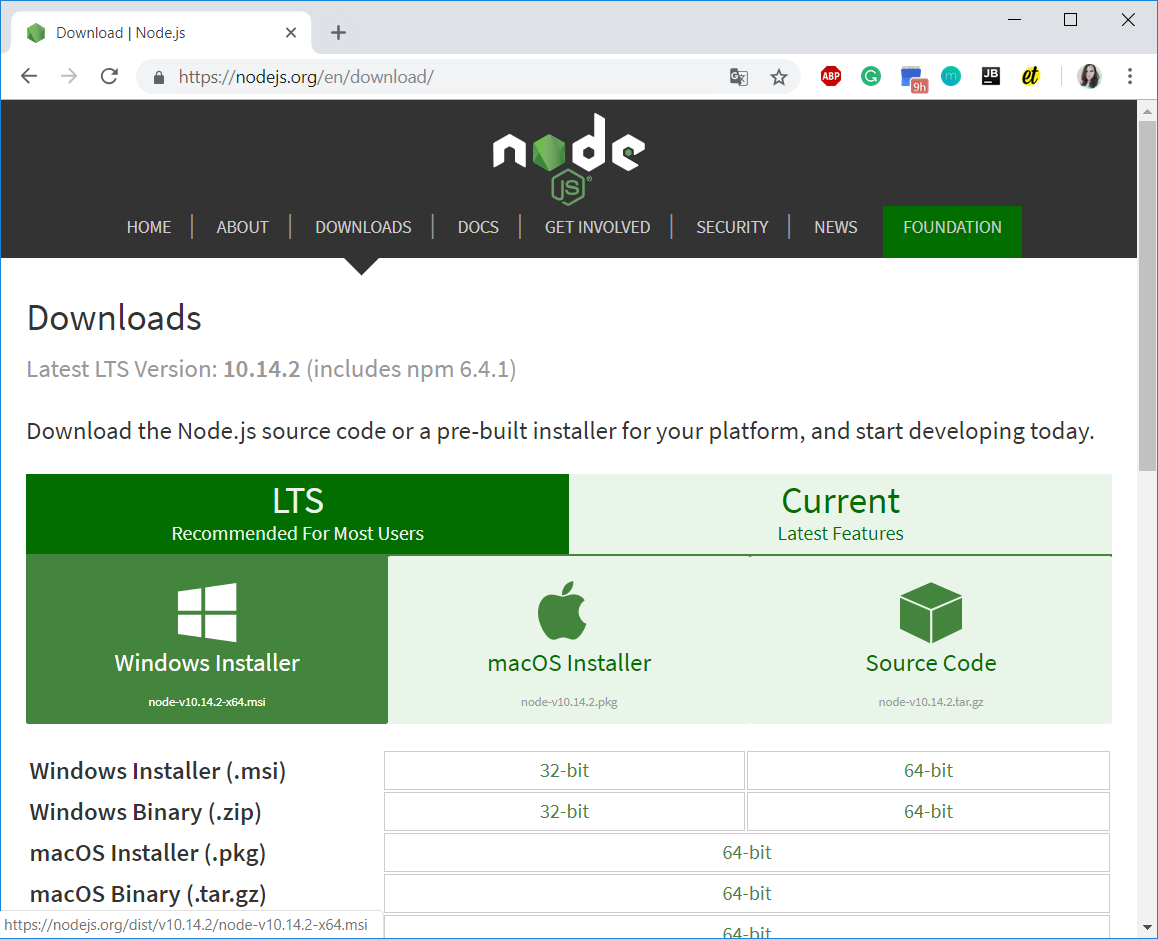 Download | Node.js
https://nodejs.org/en/download/
ABP
G
9h
m
JB
et
node
JS
HOME
ABOUT
DOWNLOADS
DOCS
GET INVOLVED
SECURITY
NEWS
FOUNDATION
Downloads
Latest LTS Version: 10.14.2 (includes npm 6.4.1)
Download the Node.js source code or a pre-built installer for your platform, and start developing today.
LTS
Recommended For Most Users
Current
Latest Features
Windows Installer
node-v10.14.2-x64.msi
macOS Installer
node-v10.14.2.pkg
Source Code
node-v10.14.2.tar.gz
Windows Installer (.msi)
32-bit
64-bit
Windows Binary (.zip)
32-bit
64-bit
macOS Installer (.pkg)
64-bit
macOS Binary (.tar.gz)
64-bit
64-bit
https://nodejs.org/dist/v10.14.2/node-v10.14.2-x64.msi